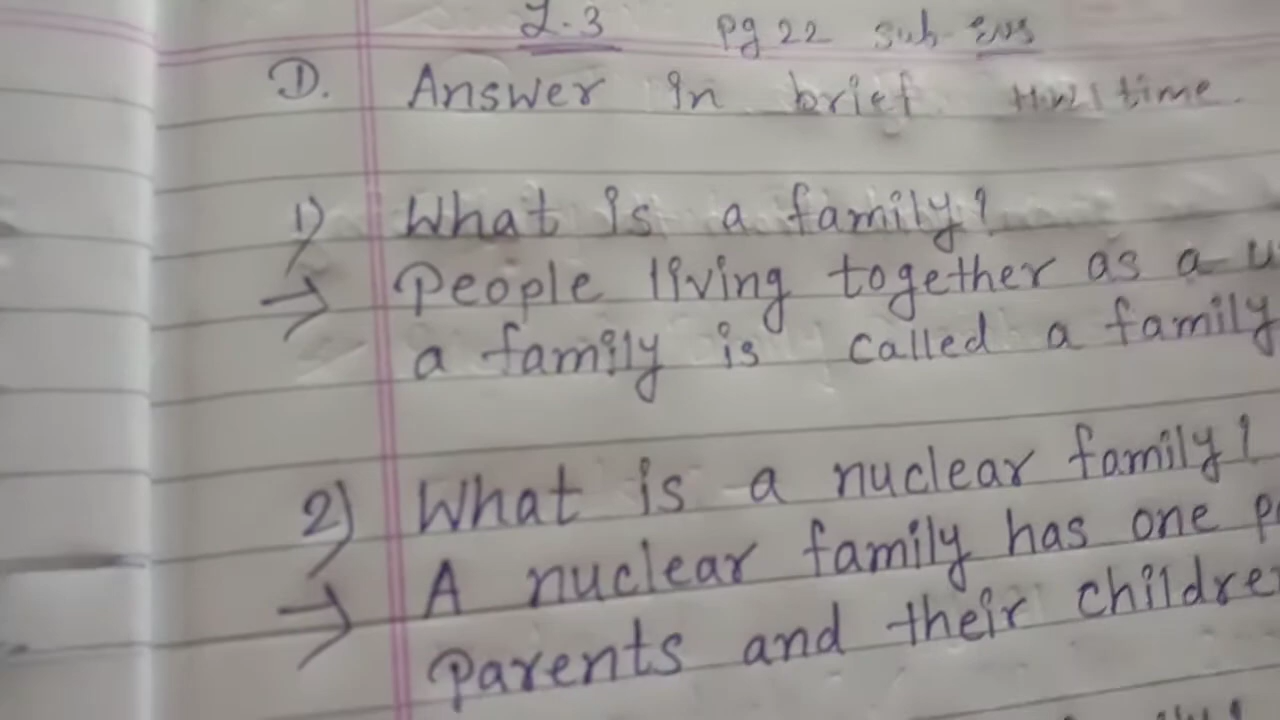 L.3 pg 22 sub EVS
D. Answer in brief H.W time.
1) What is a family?
→ People living together as a
a family is called a family
2) What is a nuclear family?
→ A nuclear family has one
parents and their